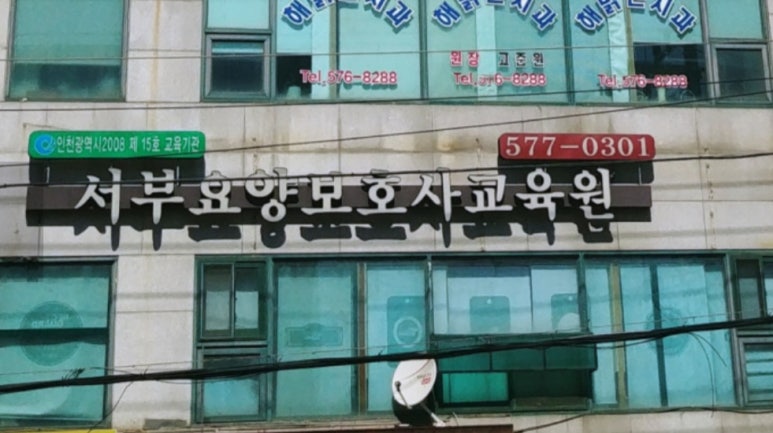 해맑은치과 해맑은치과 해맑은치과
원장 고준원
Tel.576-8288 Tel.576-8288 Tel.576-8288
인천광역시2008 제 15호 교육기관
577-0301
서부요양보호사교육원